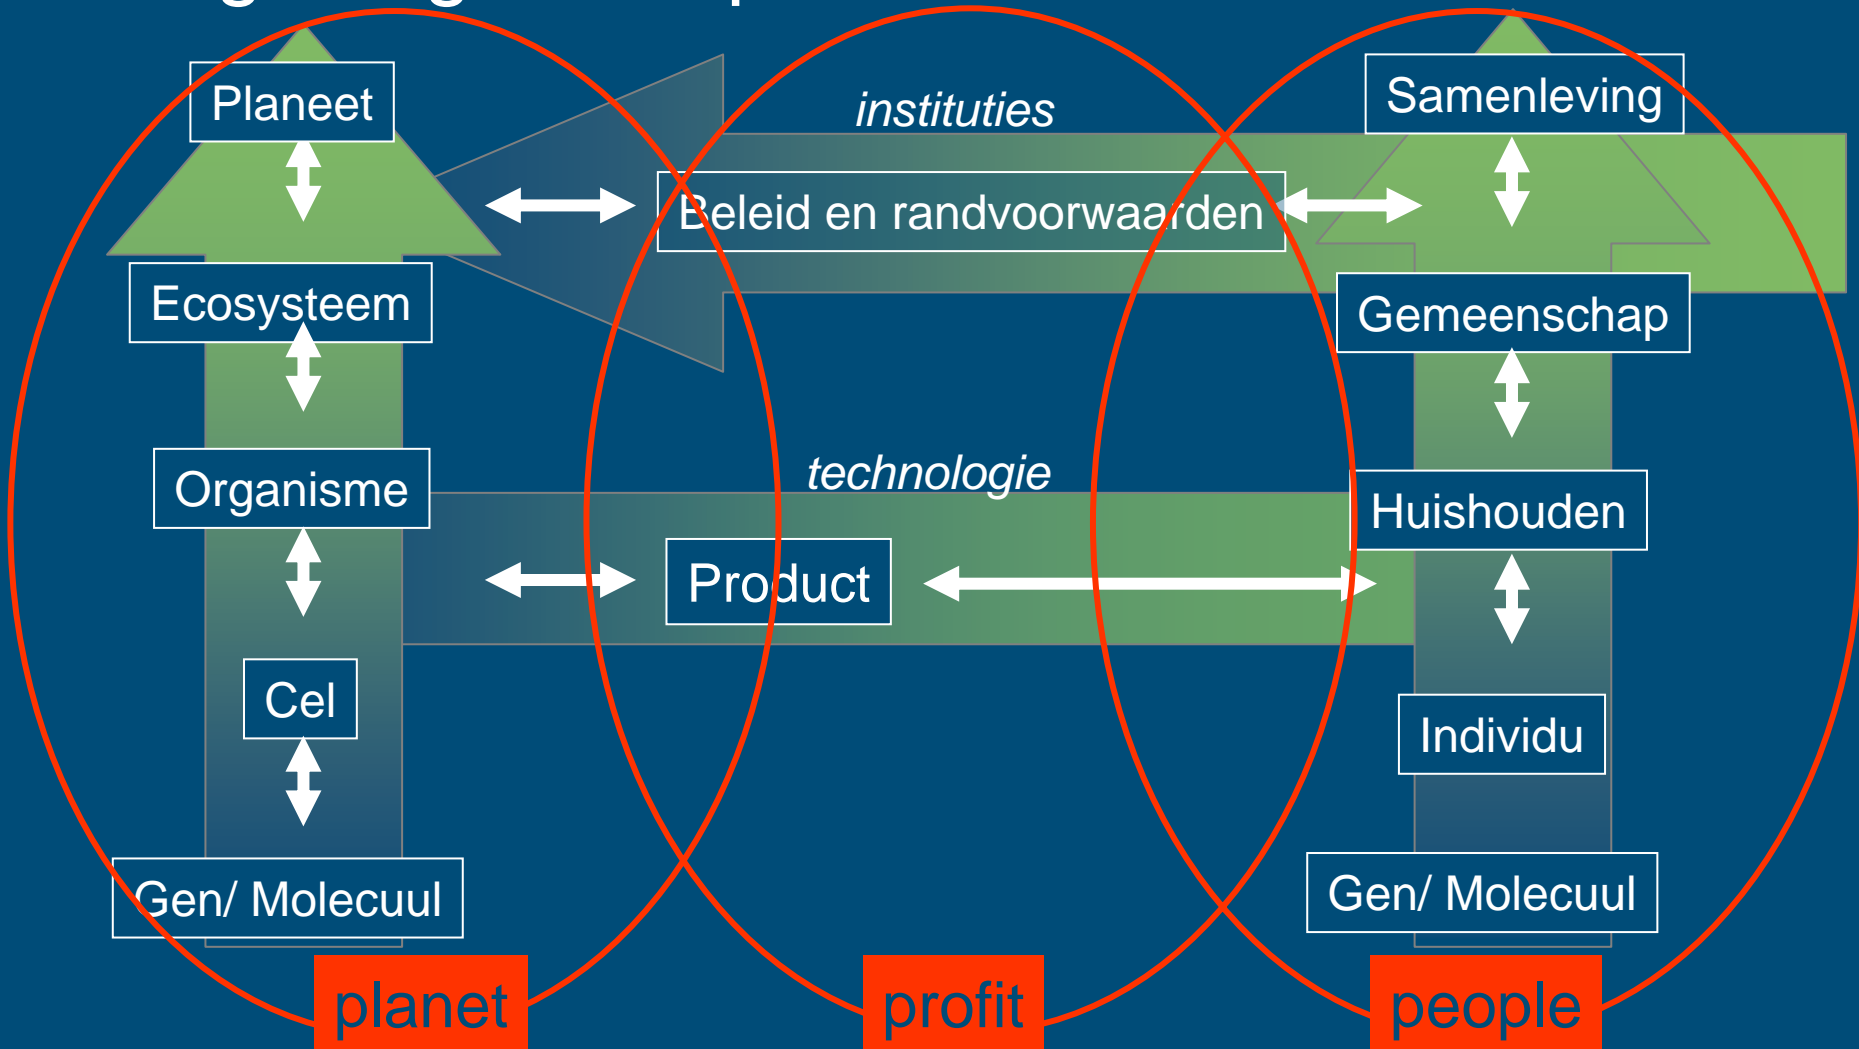 Planeet
Ecosysteem
Organisme
Cel
Gen/ Molecuul
planet
instituties
Beleid en randvoorwaarden
technologie
Product
profit
Samenleving
Gemeenschap
Huishouden
Individu
Gen/ Molecuul
people